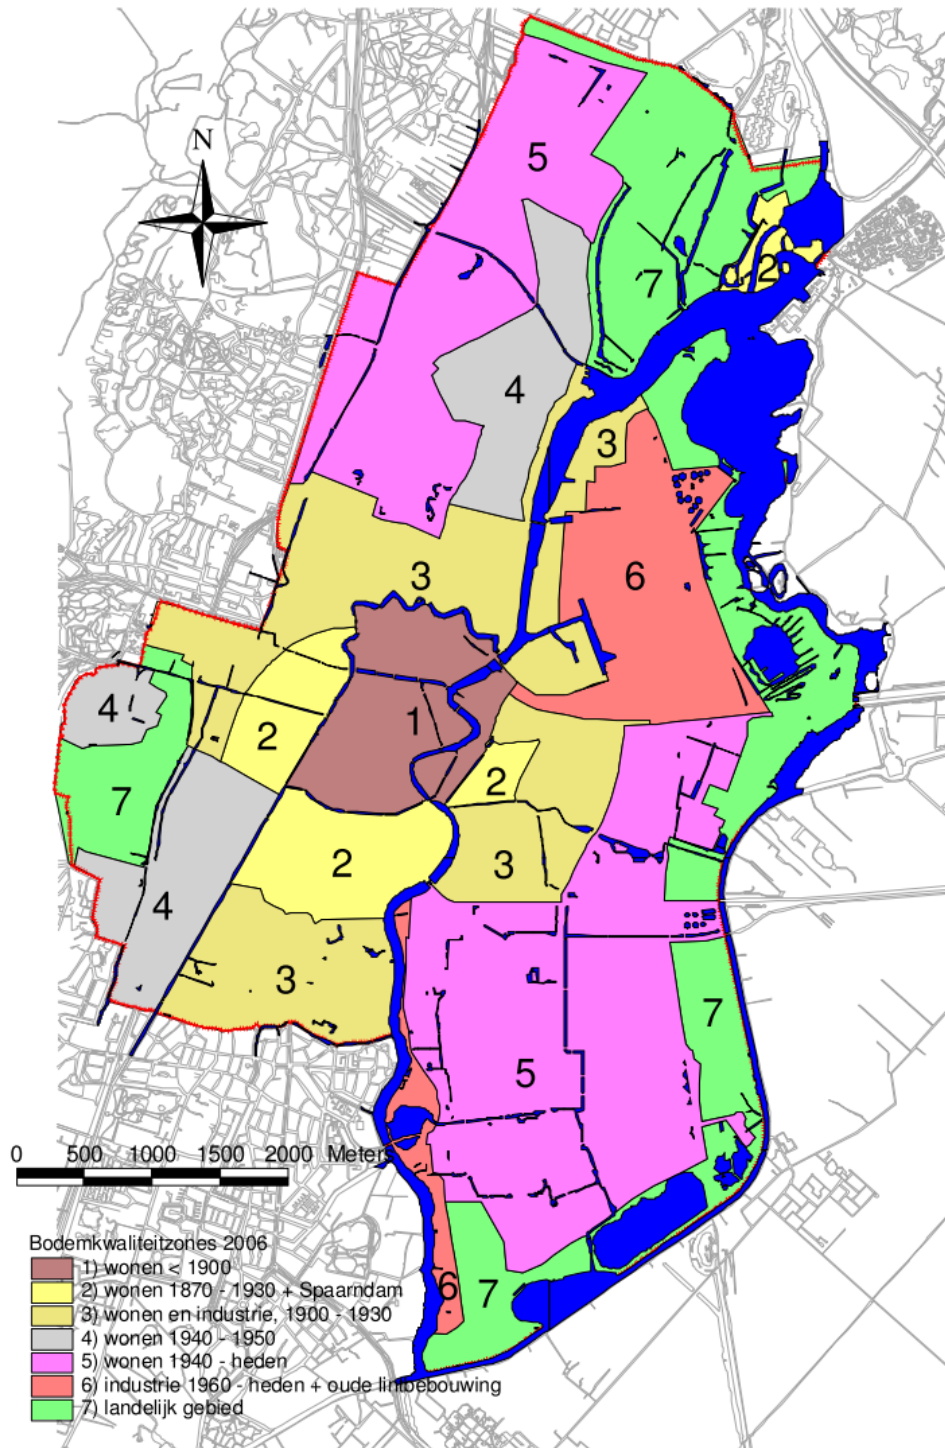 N
5
7
2
4
3
3
6
4
1
2
2
7
2
3
4
3
7
5
0 500 1000 1500 2000 Meters
6
7
Bodemkwaliteitzones 2006
1) wonen < 1900
2) wonen 1870 - 1930 + Spaarndam
3) wonen en industrie, 1900 - 1930
4) wonen 1940 - 1950
5) wonen 1940 - heden
6) industrie 1960 - heden + oude lintbebouwing
7) landelijk gebied